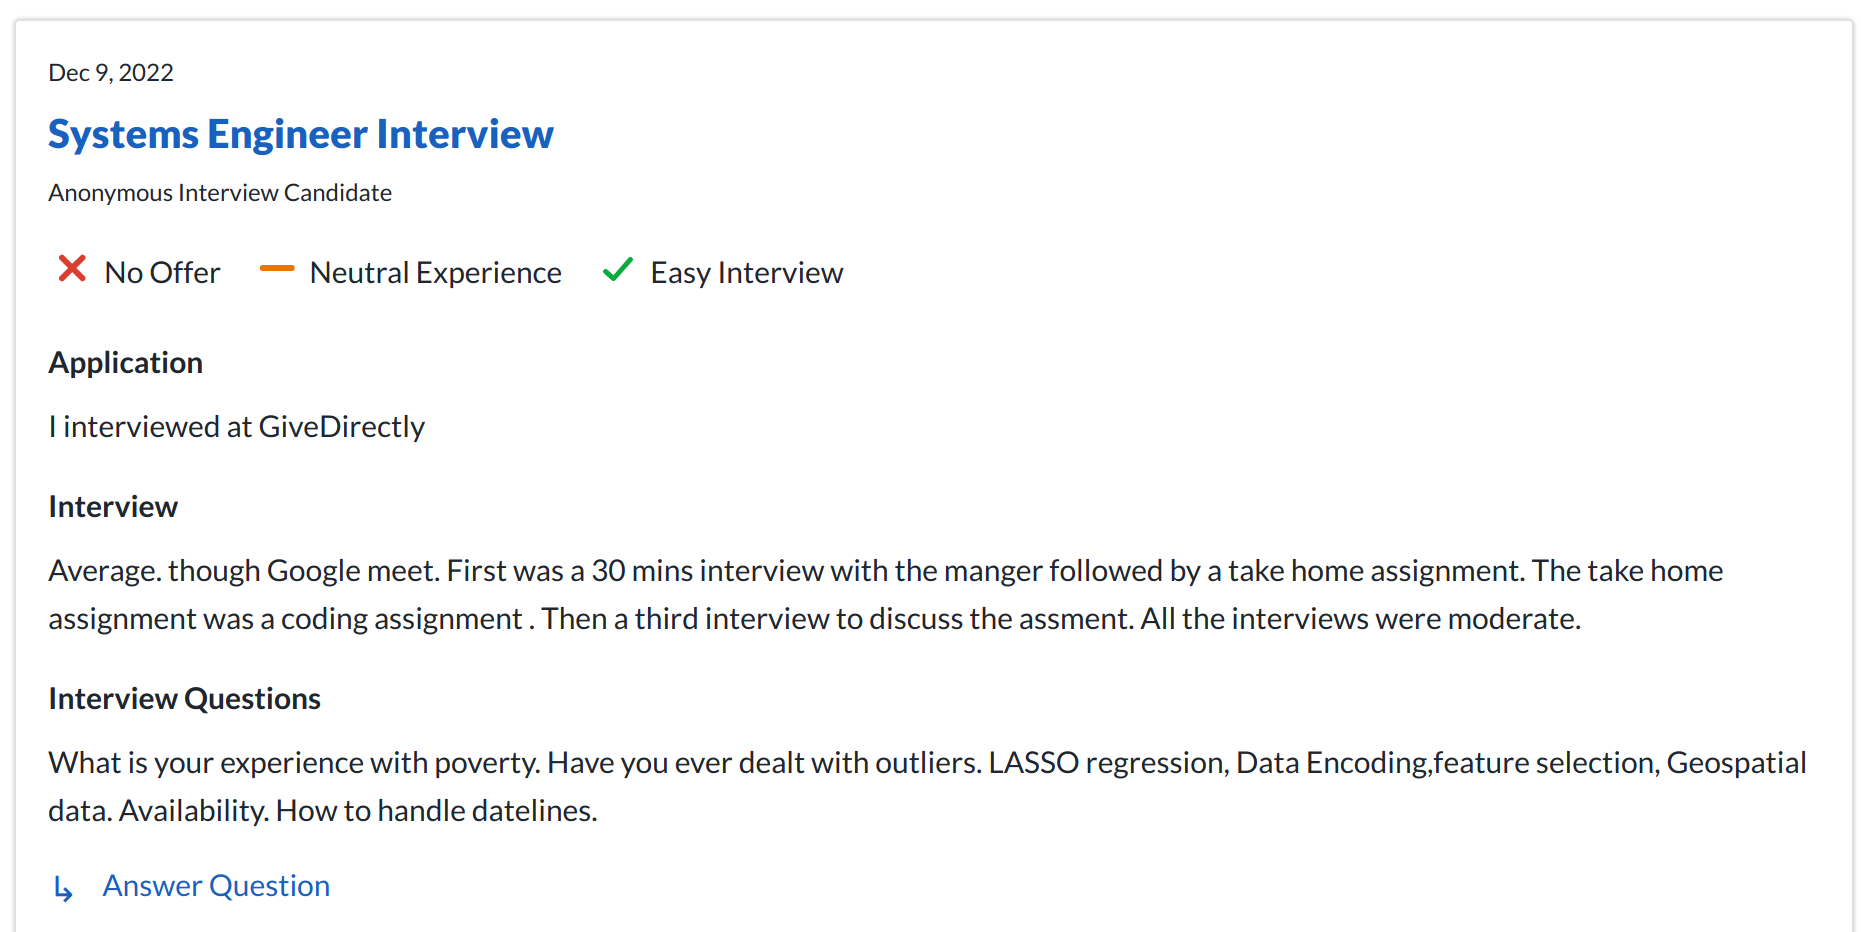 Dec 9, 2022
Systems Engineer Interview
Anonymous Interview Candidate
No Offer Neutral Experience Easy Interview
Application
I interviewed at GiveDirectly
Interview
Average. though Google meet. First was a 30 mins interview with the manger followed by a take home assignment. The take home
assignment was a coding assignment . Then a third interview to discuss the assment. All the interviews were moderate.
Interview Questions
What is your experience with poverty. Have you ever dealt with outliers. LASSO regression, Data Encoding,feature selection, Geospatial
data. Availability. How to handle datelines.
Answer Question